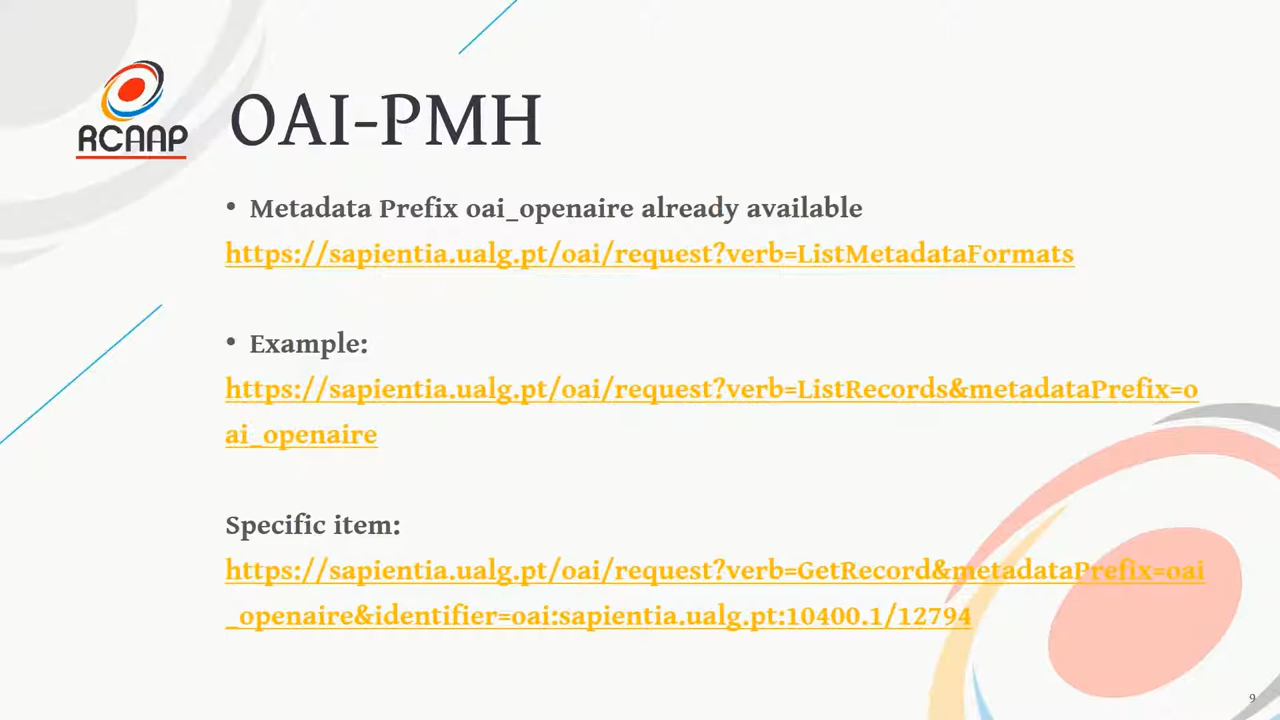 RCAAP
OAI-PMH
• Metadata Prefix oai_openaire already available
https://sapientia.ualg.pt/oai/request?verb=ListMetadataFormats
• Example:
https://sapientia.ualg.pt/oai/request?verb=ListRecords&metadataPrefix=o
ai_openaire
Specific item:
https://sapientia.ualg.pt/oai/request?verb=GetRecord&metadataPrefix=oai
_openaire&identifier=oai:sapientia.ualg.pt:10400.1/12794
9